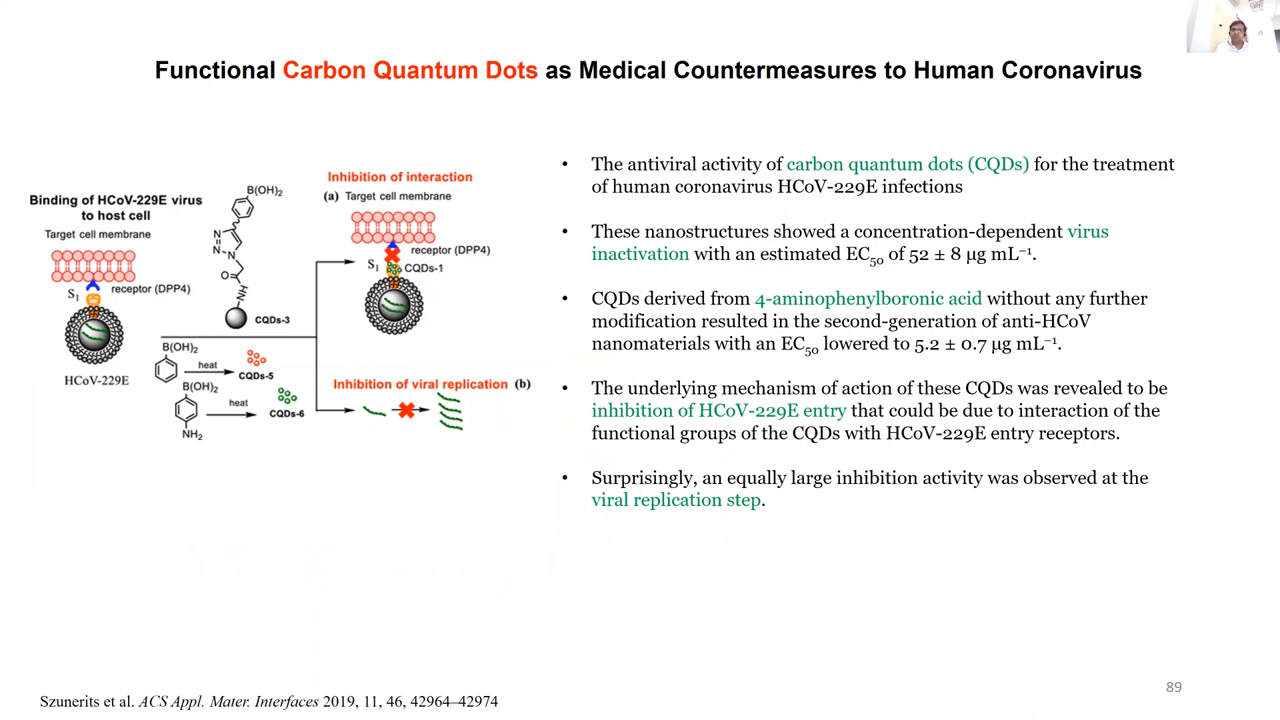 Functional Carbon Quantum Dots as Medical Countermeasures to Human Coronavirus
Binding of HCoV-229E virus
to host cell
Target cell membrane
receptor (DPP4)
S1
HCoV-229E
B(OH)2
N
N
N
O
NH
CQDs-3
B(OH)2
heat
CQDs-5
B(OH)2
heat
CQDs-6
NH2
Inhibition of interaction
(a) Target cell membrane
receptor (DPP4)
S1
CQDs-1
Inhibition of viral replication (b)
• The antiviral activity of carbon quantum dots (CQDs) for the treatment
of human coronavirus HCoV-229E infections
• These nanostructures showed a concentration-dependent virus
inactivation with an estimated EC50 of 52 ± 8 μg mL⁻¹.
• CQDs derived from 4-aminophenylboronic acid without any further
modification resulted in the second-generation of anti-HCoV
nanomaterials with an EC50 lowered to 5.2 ± 0.7 μg mL⁻¹.
• The underlying mechanism of action of these CQDs was revealed to be
inhibition of HCoV-229E entry that could be due to interaction of the
functional groups of the CQDs with HCoV-229E entry receptors.
• Surprisingly, an equally large inhibition activity was observed at the
viral replication step.
Szunerits et al. ACS Appl. Mater. Interfaces 2019, 11, 46, 42964–42974
89